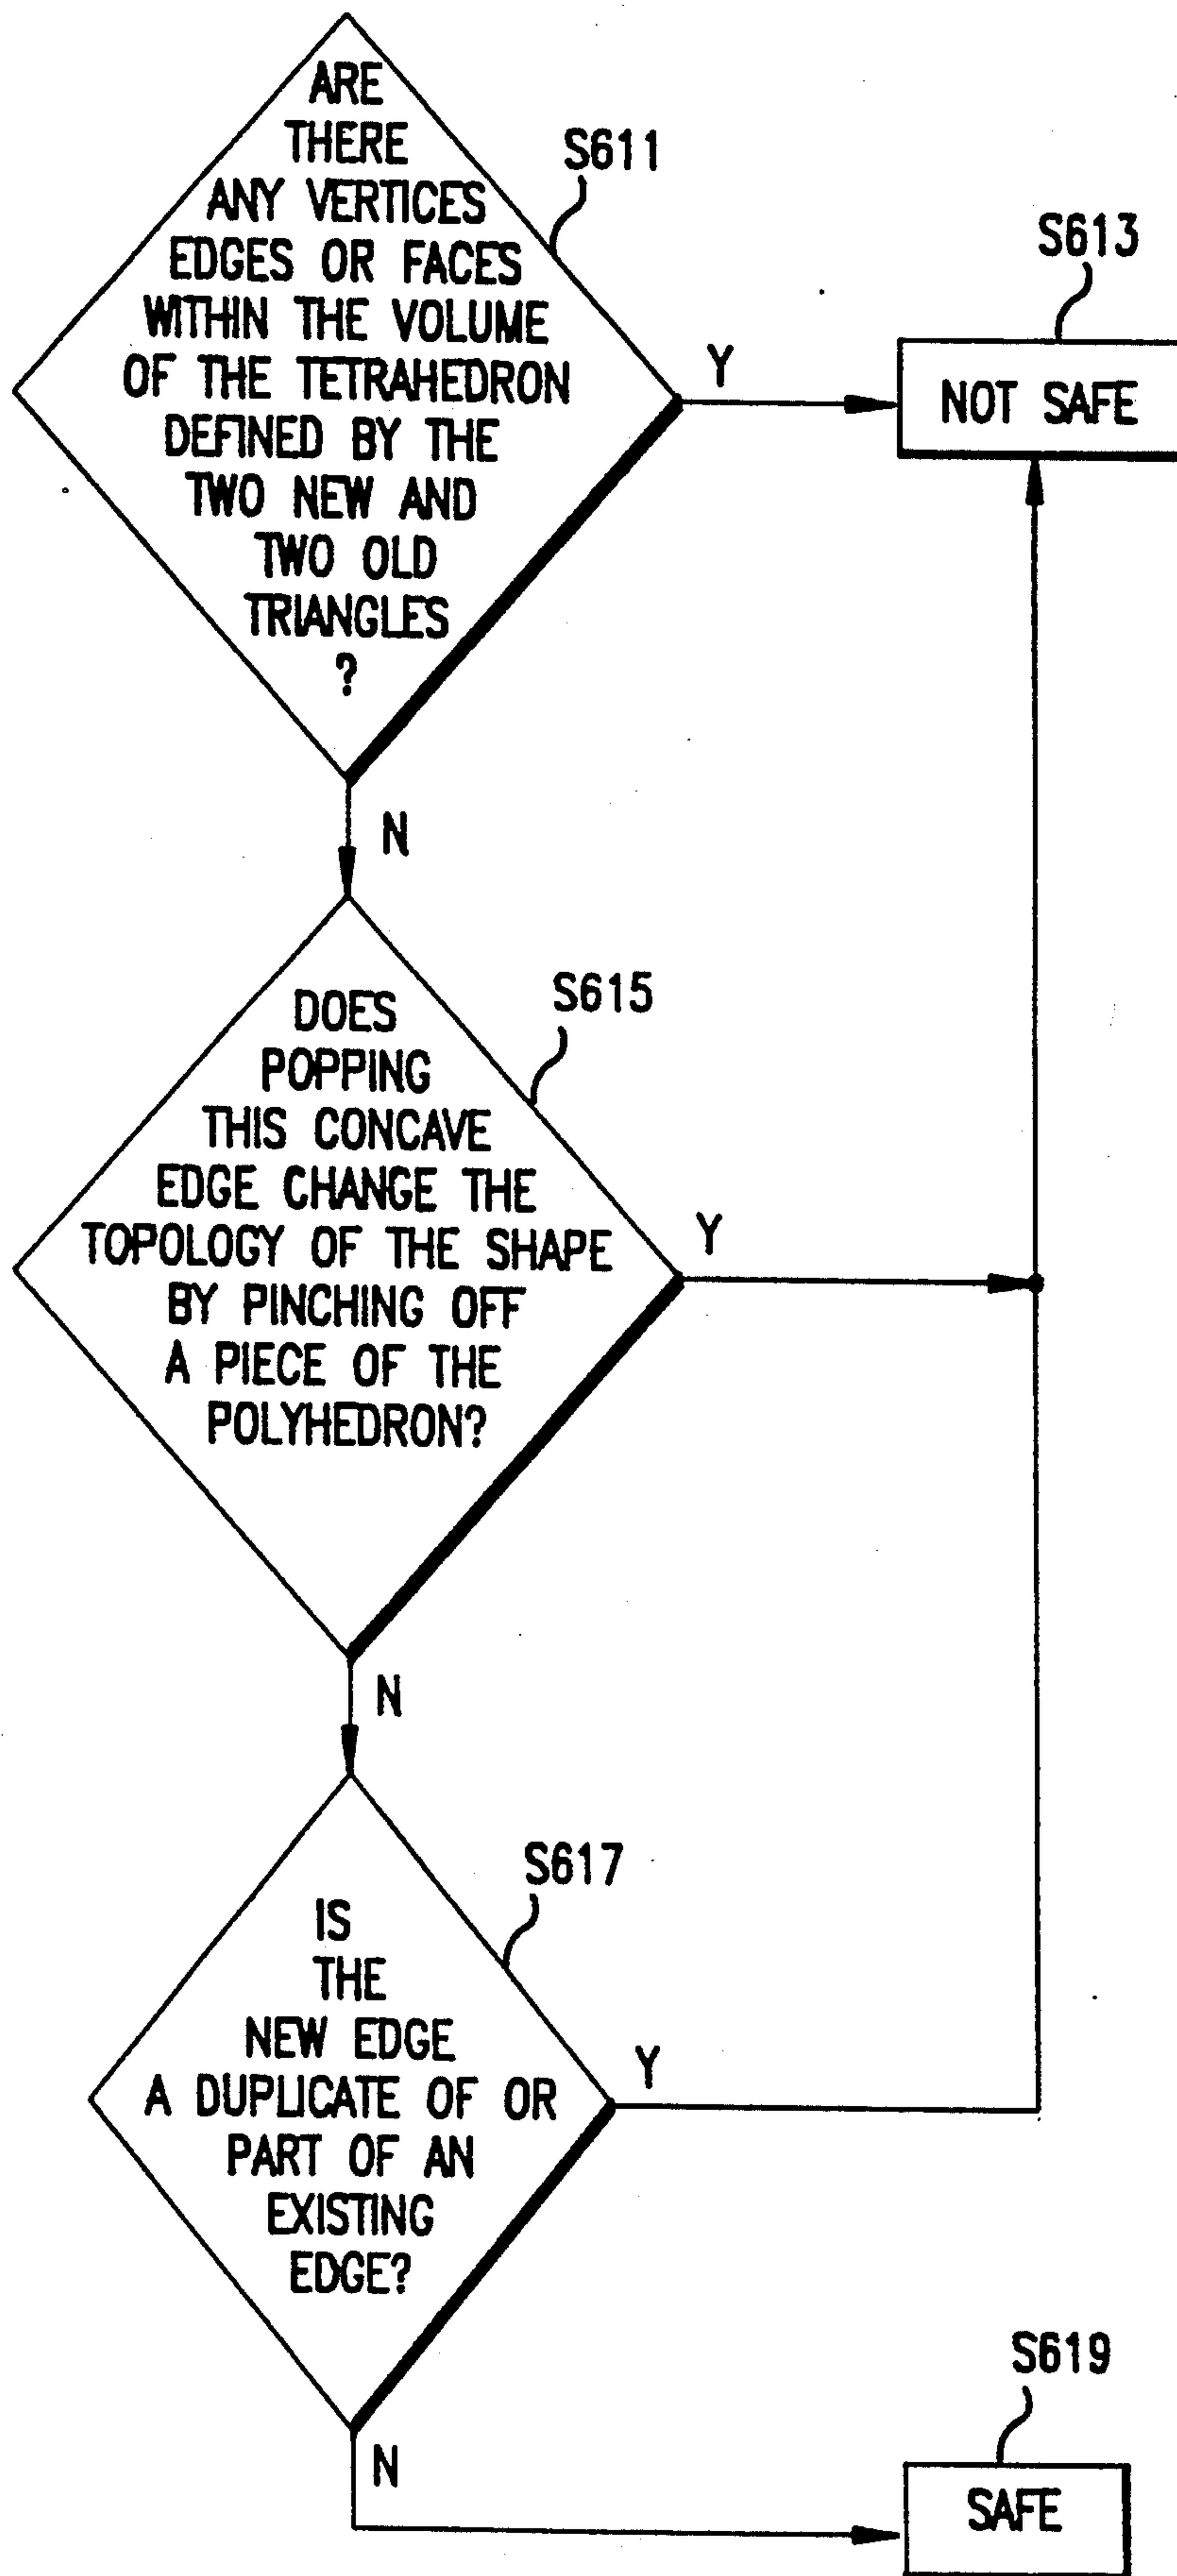 ARE
THERE
ANY VERTICES
EDGES OR FACES
WITHIN THE VOLUME
OF THE TETRAHEDRON
DEFINED BY THE
TWO NEW AND
TWO OLD
TRIANGLES
?
S611
Y
S613
NOT SAFE
N
DOES
POPPING
THIS CONCAVE
EDGE CHANGE THE
TOPOLOGY OF THE SHAPE
BY PINCHING OFF
A PIECE OF THE
POLYHEDRON?
S615
Y
N
IS
THE
NEW EDGE
A DUPLICATE OF OR
PART OF AN
EXISTING
EDGE?
S617
Y
N
S619
SAFE